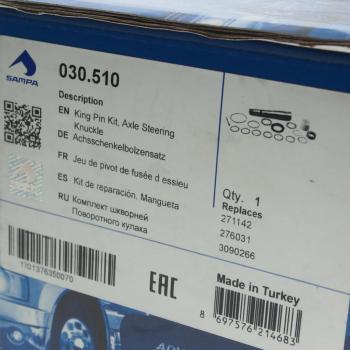 SAMPA
030.510
Description
EN King Pin Kit, Axle Steering
Knuckle
DE Achsschenkelbolzensatz
FR Jeu de pivot de fusée d essieu
ES Kit de reparación. Mangueta
RU Комплект шкворней
Поворотного кулака
Qty. 1
Replaces
271142
276031
3090266
1701376350070
EAC
Made in Turkey
8 697576 214683